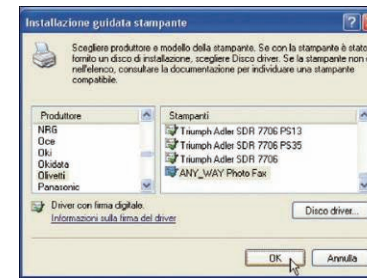 Installazione guidata stampante
Scegliere produttore e modello della stampante. Se con la stampante è stato
fornito un disco di installazione, scegliere Disco driver. Se la stampante non è
nell'elenco, consultare la documentazione per individuare una stampante
compatibile.
Produttore
NRG
Oce
Oki
Okidata
Olivetti
Panasonic
Stampanti
Triumph Adler SDR 7706 PS13
Triumph Adler SDR 7706 PS35
Triumph Adler SDR 7706
ANY_WAY Photo Fax
Driver con firma digitale.
Informazioni sulla firma del driver
Disco driver...
OK
Annulla